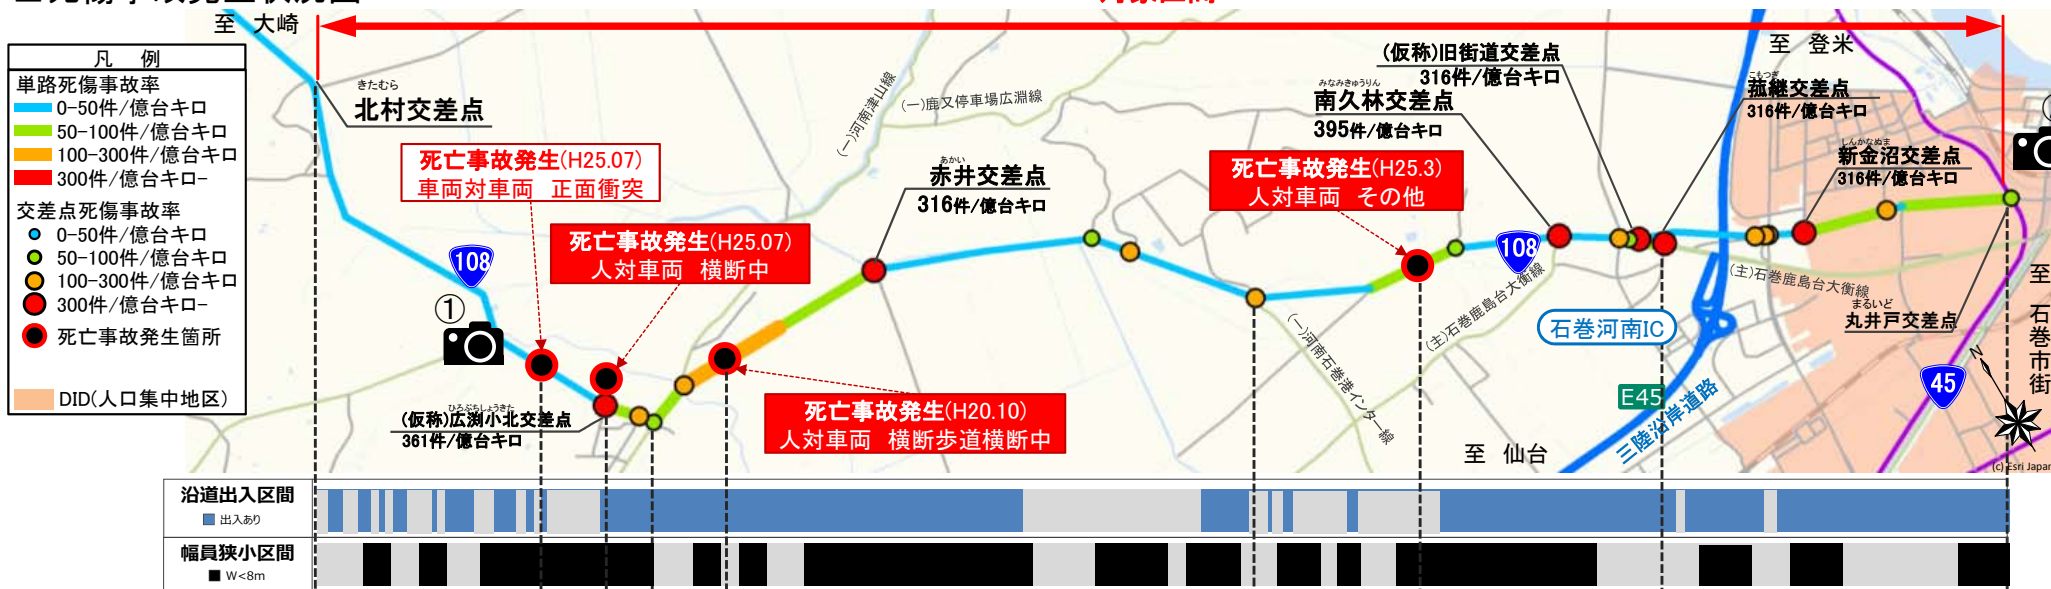 至 大崎
凡 例
単路死傷事故率
0-50件/億台キロ
50-100件/億台キロ
100-300件/億台キロ
300件/億台キロ-
交差点死傷事故率
0-50件/億台キロ
50-100件/億台キロ
100-300件/億台キロ
300件/億台キロ-
死亡事故発生箇所
DID(人口集中地区)
きたむら
北村交差点
死亡事故発生(H25.07)
車両対車両 正面衝突
死亡事故発生(H25.07)
人対車両 横断中
108
①
ひろぶちしょうきた
(仮称)広渕小北交差点
361件/億台キロ
死亡事故発生(H20.10)
人対車両 横断歩道横断中
(一)河南津山線
(一)鹿又停車場広淵線
あかい
赤井交差点
316件/億台キロ
死亡事故発生(H25.3)
人対車両 その他
みなみきゅうりん
南久林交差点
395件/億台キロ
(仮称)旧街道交差点
316件/億台キロ
108
(一)河南石巻港インター線
(主)石巻鹿島台大衡線
石巻河南IC
E45
三陸沿岸道路
至 仙台
至 登米
こもつぎ
菰継交差点
316件/億台キロ
しんかなぬま
新金沼交差点
316件/億台キロ
(主)石巻鹿島台大衡線
まるいど
丸井戸交差点
45
至 石巻市街
N
(c) Esri Japan
沿道出入区間
出入あり
幅員狭小区間
W<8m